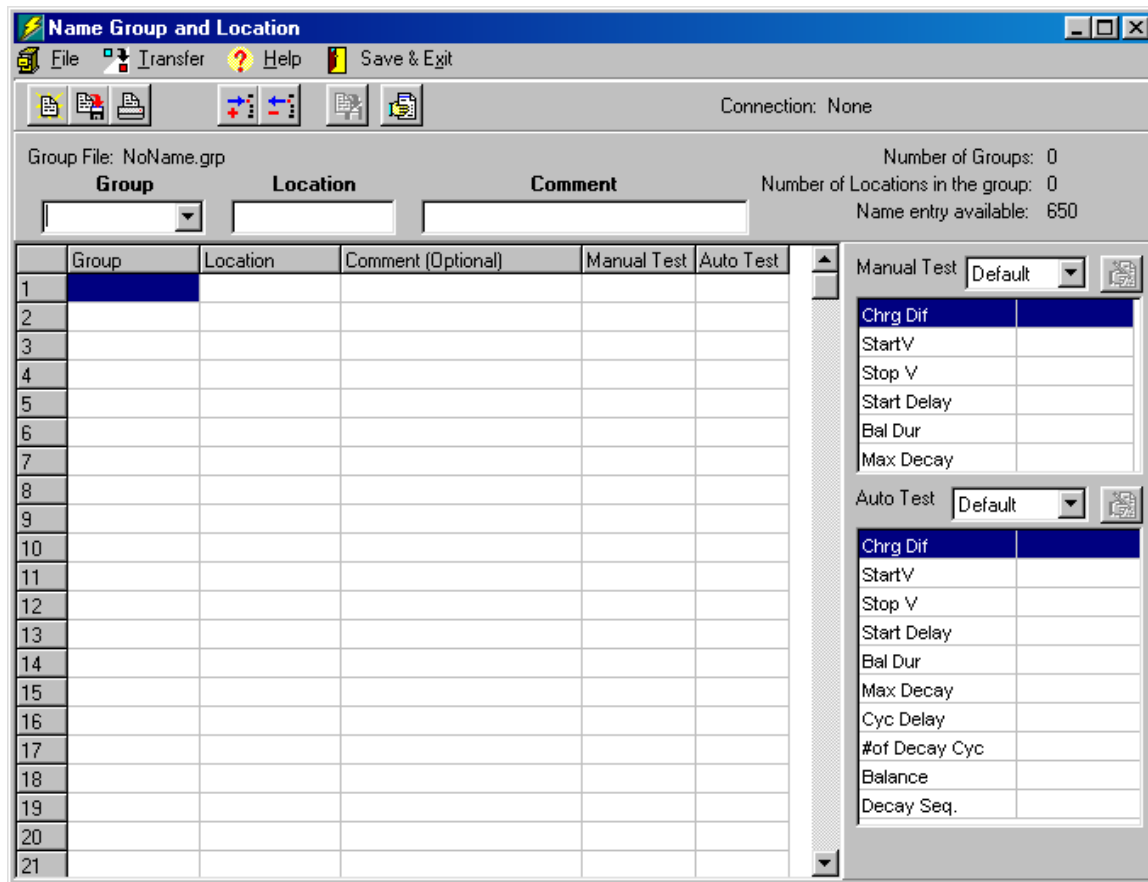 Name Group and Location
File Transfer Help Save & Exit
Connection: None
Group File: NoName.grp
Number of Groups: 0
Group Location Comment
Number of Locations in the group: 0
Name entry available: 650
Group Location Comment (Optional) Manual Test Auto Test
1
2
3
4
5
6
7
8
9
10
11
12
13
14
15
16
17
18
19
20
21
Manual Test Default
Chrg Dif
StartV
Stop V
Start Delay
Bal Dur
Max Decay
Auto Test Default
Chrg Dif
StartV
Stop V
Start Delay
Bal Dur
Max Decay
Cyc Delay
#of Decay Cyc
Balance
Decay Seq.